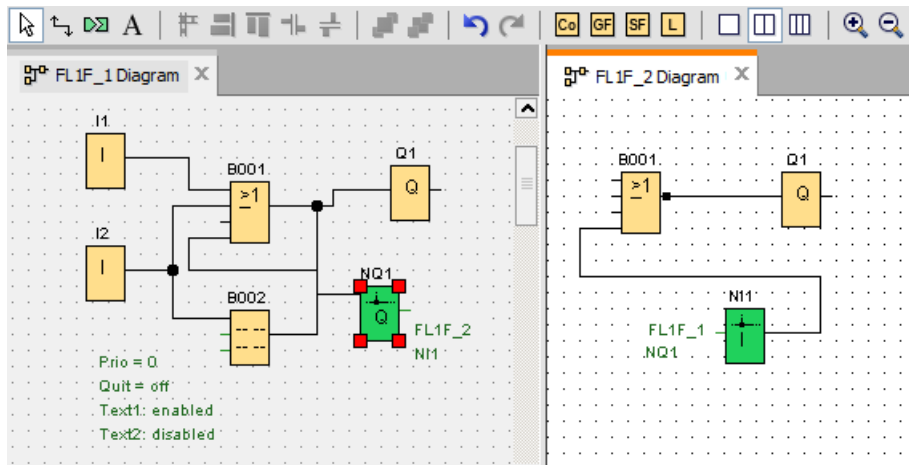 A Co GF SF L
FL1F_1 Diagram
FL1F_2 Diagram
I1
I
B001
≥1
Q1
Q
I2
I
B002
NQ1
Q
FL1F_2
NI1
Prio = 0
Quit = off
Text1: enabled
Text2: disabled
B001
≥1
Q1
Q
NI1
I
FL1F_1
NQ1